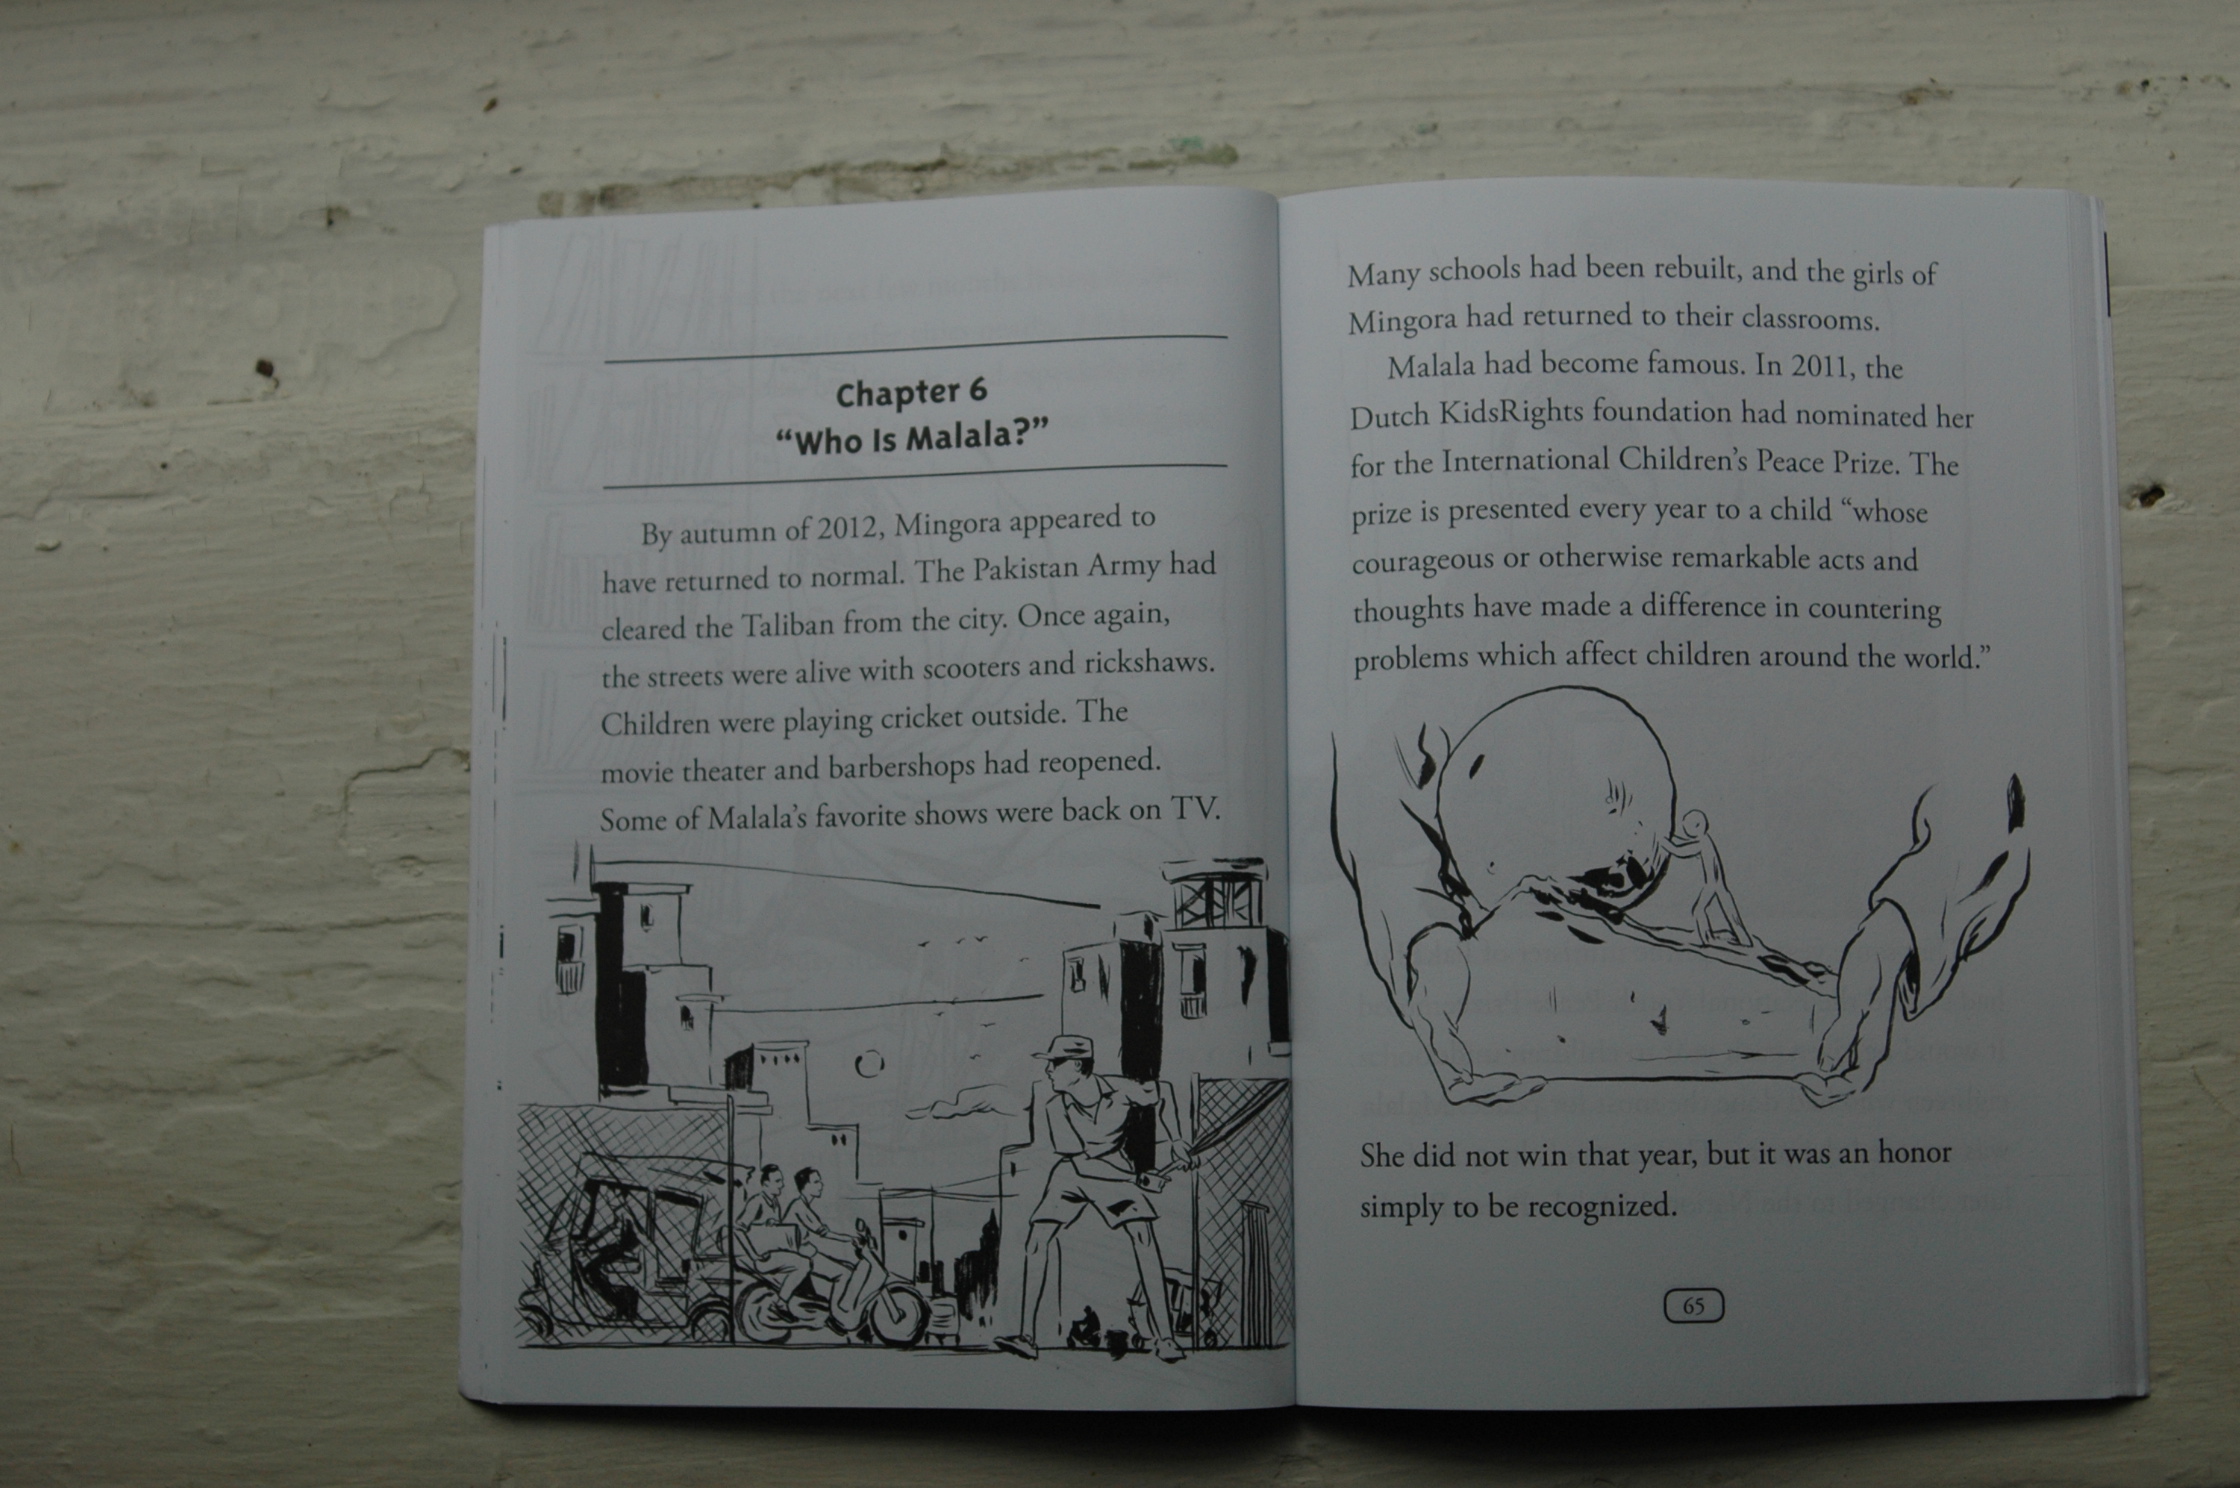 Chapter 6
“Who Is Malala?”
By autumn of 2012, Mingora appeared to
have returned to normal. The Pakistan Army had
cleared the Taliban from the city. Once again,
the streets were alive with scooters and rickshaws.
Children were playing cricket outside. The
movie theater and barbershops had reopened.
Some of Malala’s favorite shows were back on TV.
Many schools had been rebuilt, and the girls of
Mingora had returned to their classrooms.
Malala had become famous. In 2011, the
Dutch KidsRights foundation had nominated her
for the International Children’s Peace Prize. The
prize is presented every year to a child “whose
courageous or otherwise remarkable acts and
thoughts have made a difference in countering
problems which affect children around the world.”
She did not win that year, but it was an honor
simply to be recognized.
65